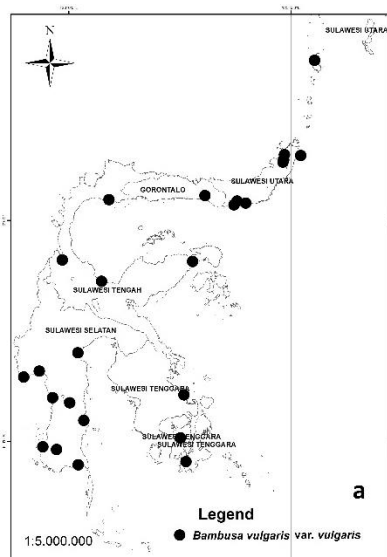 SULAWESI UTARA
N
GORONTALO
SULAWESI UTARA
SULAWESI TENGAH
SULAWESI SELATAN
SULAWESI TENGGARA
SULAWESI TENGGARA
SULAWESI TENGGARA
a
Legend
1:5.000.000
Bambusa vulgaris var. vulgaris